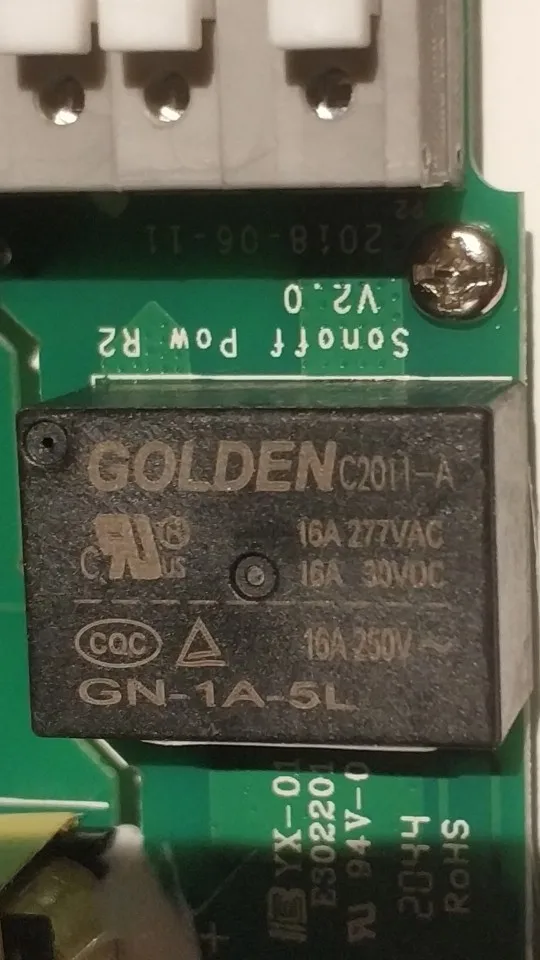 2018-06-11
V2.0
Sonoff Pow R2
GOLDEN C2011-A
16A 277VAC
16A 30VDC
C US ®
CQC
16A 250V ~
GN-1A-5L
YX-01
E302201
94V-0
2044
RoHS